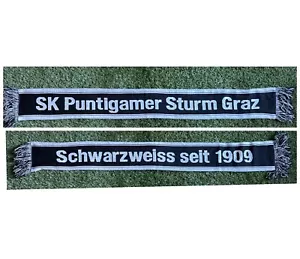 SK Puntigamer Sturm Graz
Schwarzweiss seit 1909